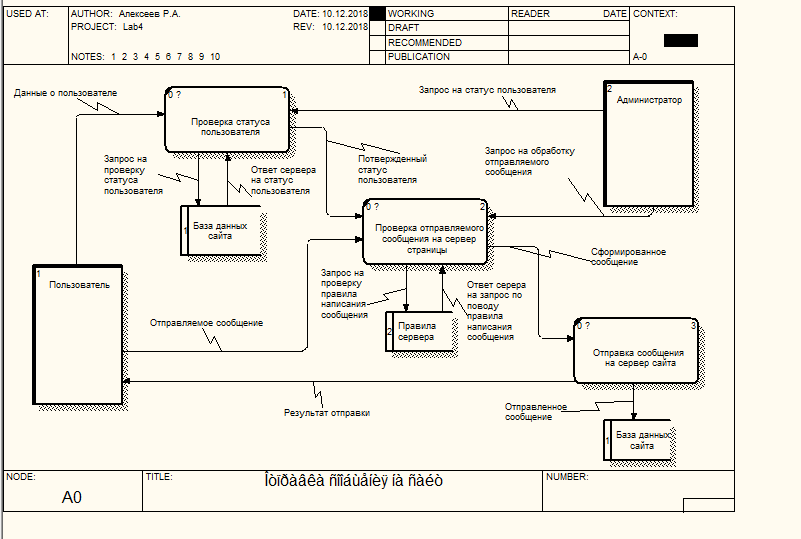 USED AT:
AUTHOR: Алексеев Р.А.
DATE: 10.12.2018
PROJECT: Lab4
REV: 10.12.2018
NOTES: 1 2 3 4 5 6 7 8 9 10
WORKING
DRAFT
RECOMMENDED
PUBLICATION
READER
DATE
CONTEXT:
A-0
Данные о пользователе
0 ?
1
Проверка статуса
пользователя
Запрос на статус пользователя
2
Администратор
Запрос на
проверку
статуса
пользователя
Ответ сервера
на статус
пользователя
Потвержденный
статус
пользователя
Запрос на обработку
отправляемого
сообщения
1
База данных
сайта
0 ?
2
Проверка отправляемого
сообщения на сервер
страницы
1
Пользователь
Запрос на
проверку
правила
написания
сообщения
Ответ серера
на запрос по
поводу
правила
написания
сообщения
Сформированное
сообщение
2
Правила
сервера
Отправляемое сообщение
0 ?
3
Отправка сообщения
на сервер сайта
Результат отправки
Отправленное
сообщение
1
База данных
сайта
NODE:
A0
TITLE:
Îòïðàâêà ñîîáùåíèÿ íà ñàéò
NUMBER: